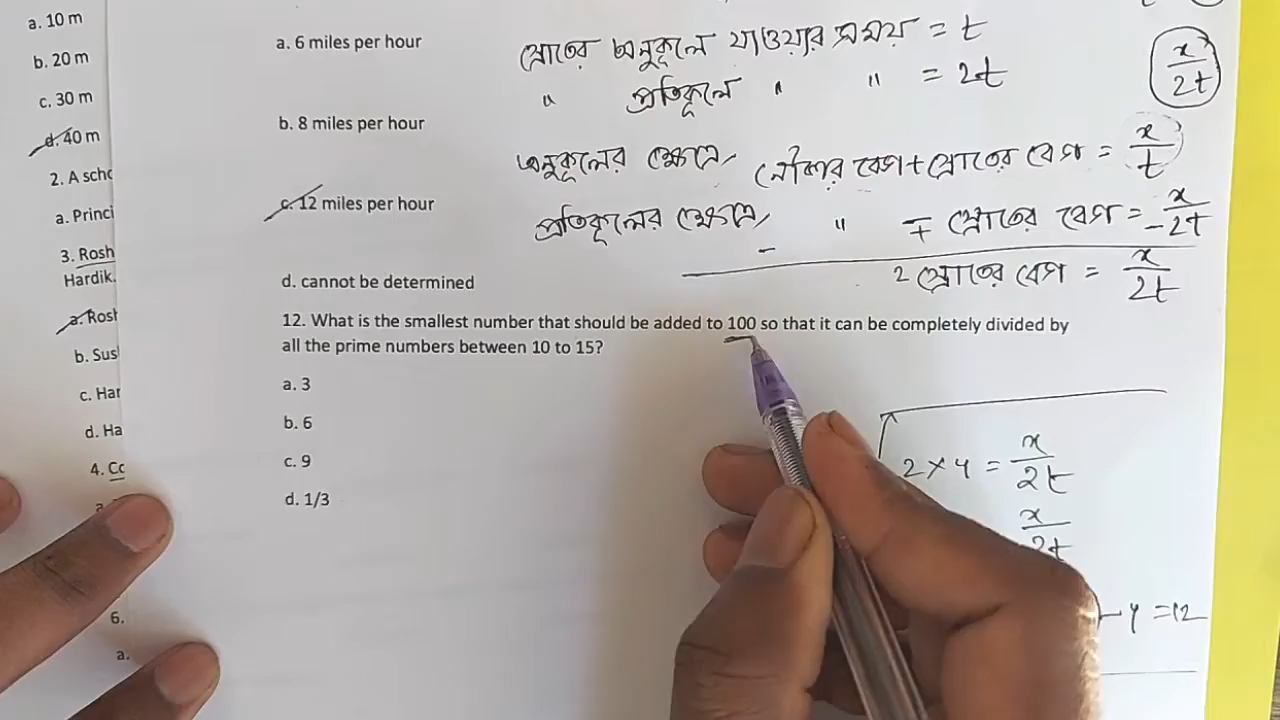 a. 10 m
b. 20 m
c. 30 m
d. 40 m
2. A scho
a. Princi
3. Rosh
Hardik.
a. Rosh
b. Sus
c. Har
d. Ha
4. Co
a.
6.
a.
a. 6 miles per hour
b. 8 miles per hour
c. 12 miles per hour
d. cannot be determined
12. What is the smallest number that should be added to 100 so that it can be completely divided by
all the prime numbers between 10 to 15?
a. 3
b. 6
c. 9
d. 1/3
স্রোতের অনুকূলে যাওয়ার সময় = t
" প্রতিকূলে " " = 2t
x/2t
অনুকূলের ক্ষেত্রে, নৌকার বেগ + স্রোতের বেগ = x/t
প্রতিকূলের ক্ষেত্রে, " ∓ স্রোতের বেগ = -x/2t
2 স্রোতের বেগ = x/2t
2 × 4 = x/2t
x/2t
4 = 12